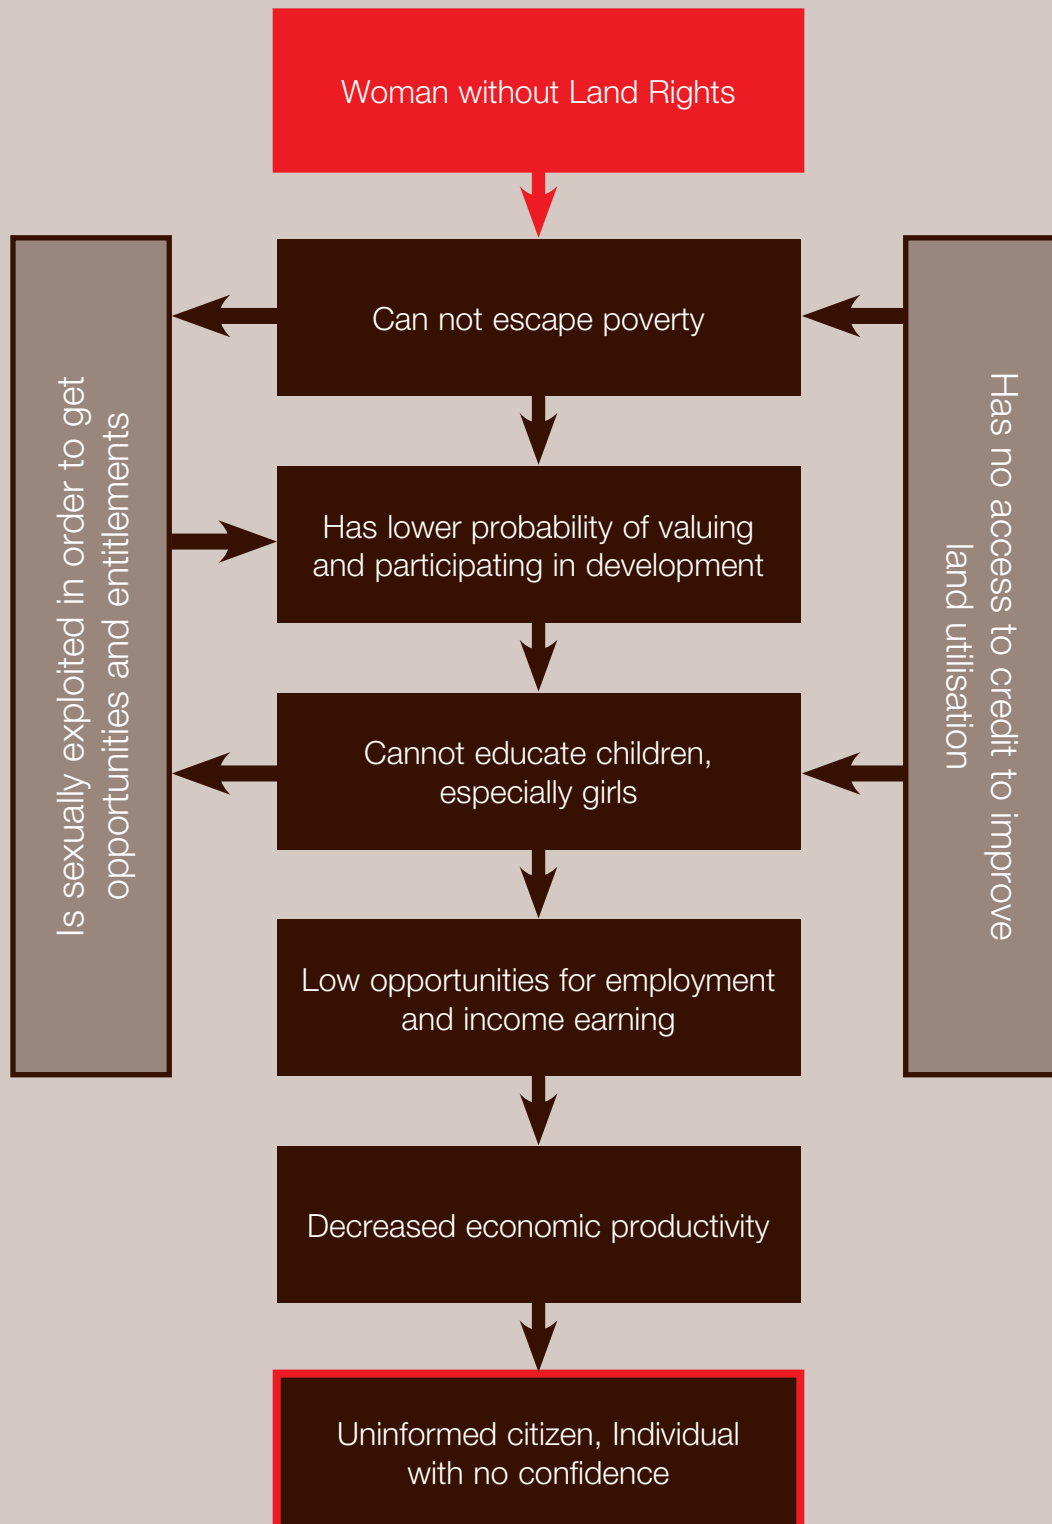 Woman without Land Rights
Can not escape poverty
Is sexually exploited in order to get
opportunities and entitlements
Has no access to credit to improve
land utilisation
Has lower probability of valuing
and participating in development
Cannot educate children,
especially girls
Low opportunities for employment
and income earning
Decreased economic productivity
Uninformed citizen, Individual
with no confidence